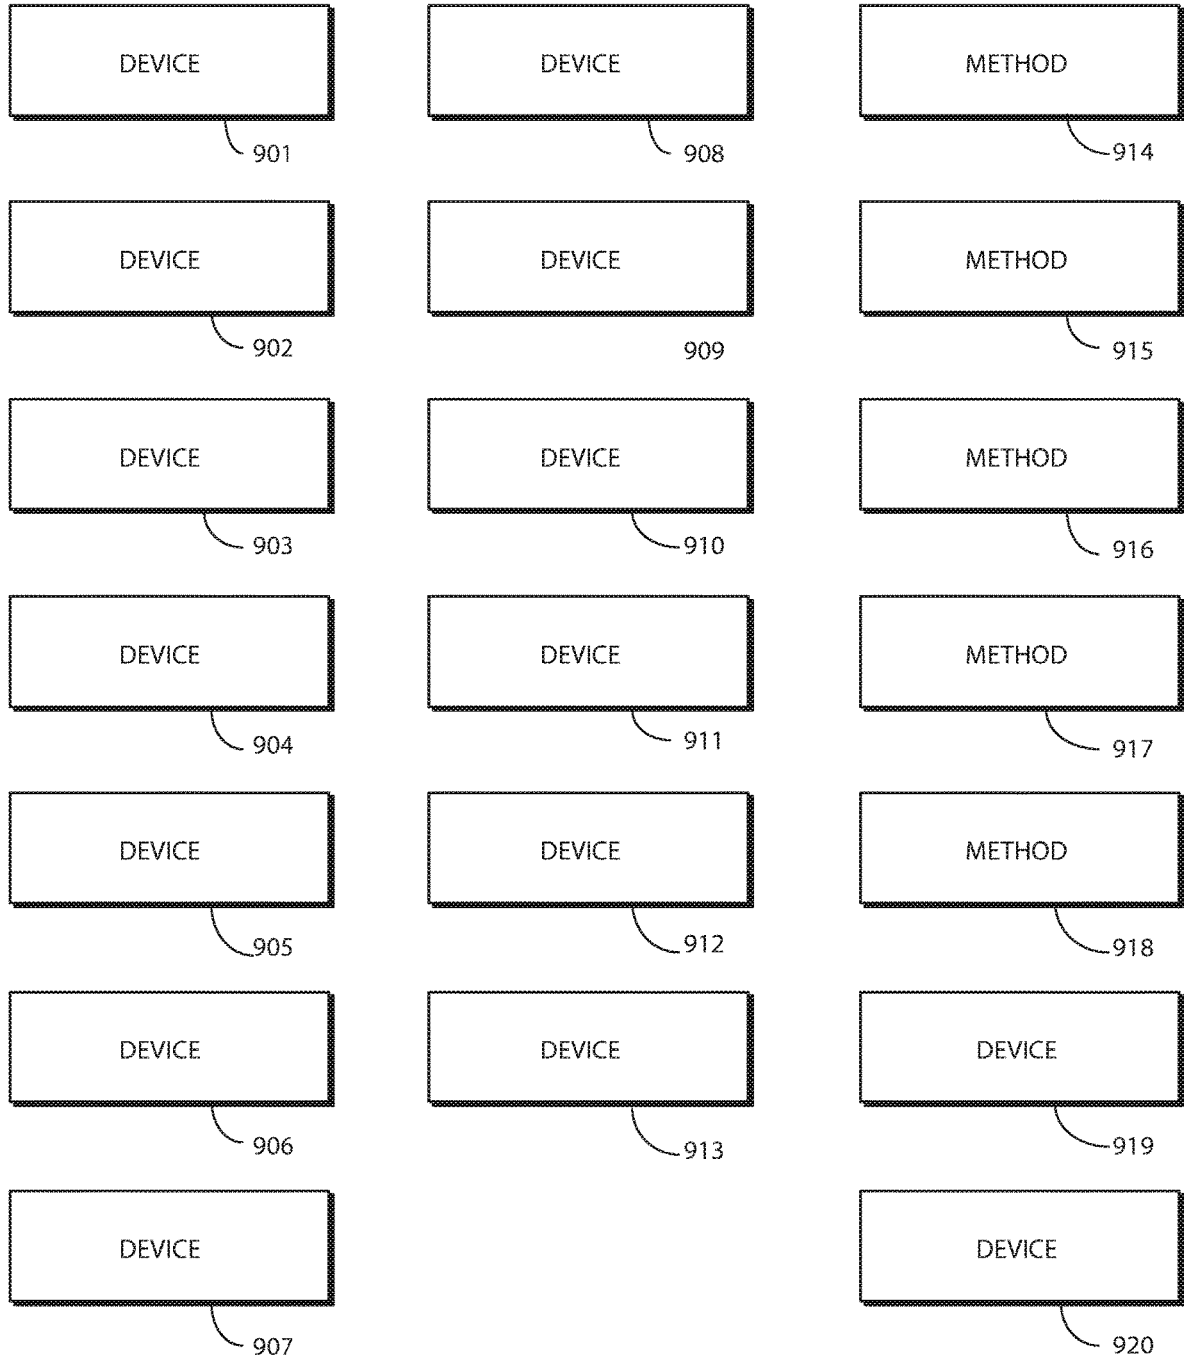 DEVICE
901
DEVICE
902
DEVICE
903
DEVICE
904
DEVICE
905
DEVICE
906
DEVICE
907
DEVICE
908
DEVICE
909
DEVICE
910
DEVICE
911
DEVICE
912
DEVICE
913
METHOD
914
METHOD
915
METHOD
916
METHOD
917
METHOD
918
DEVICE
919
DEVICE
920